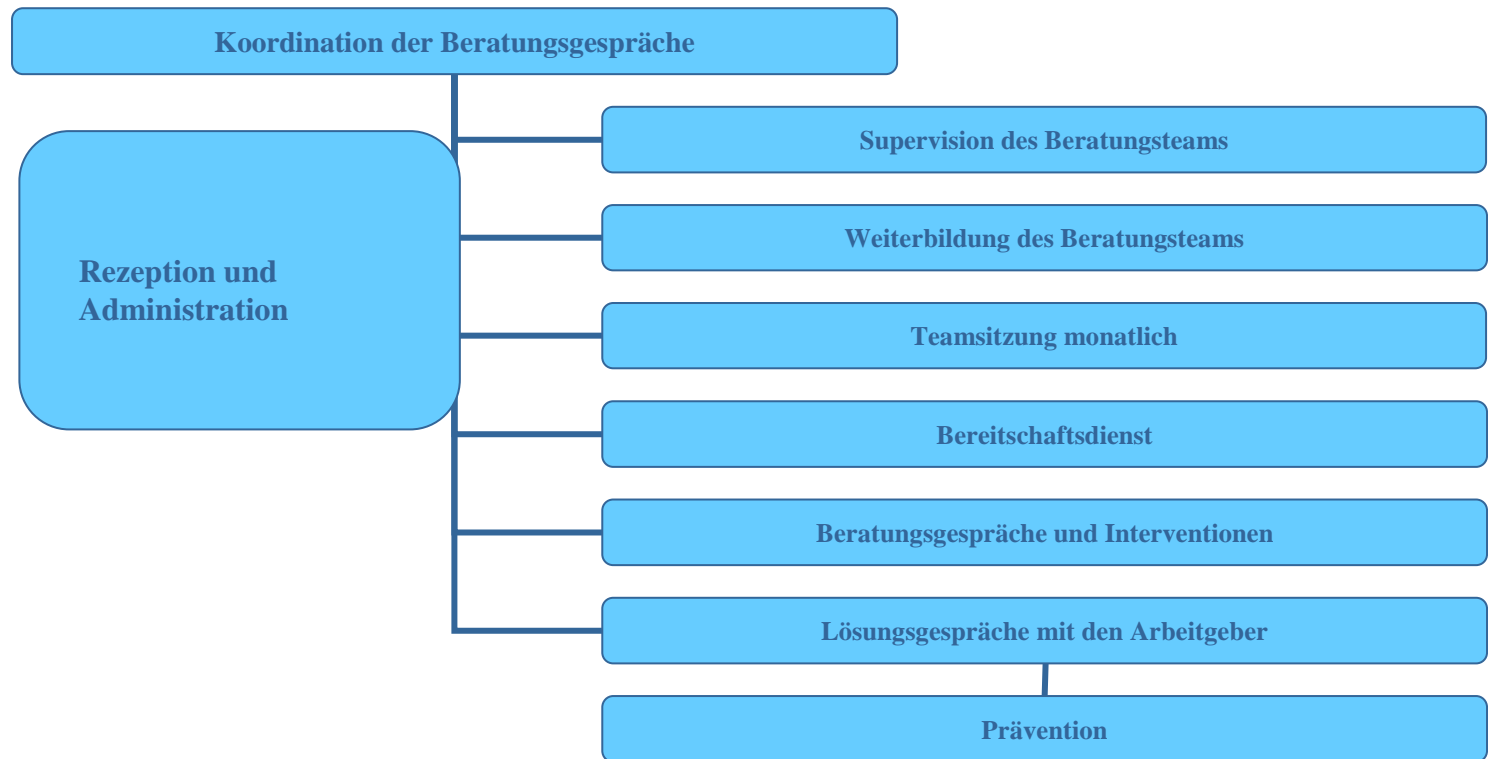 Koordination der Beratungsgespräche
Supervision des Beratungsteams
Rezeption und
Administration
Weiterbildung des Beratungsteams
Teamsitzung monatlich
Bereitschaftsdienst
Beratungsgespräche und Interventionen
Lösungsgespräche mit den Arbeitgeber
Prävention